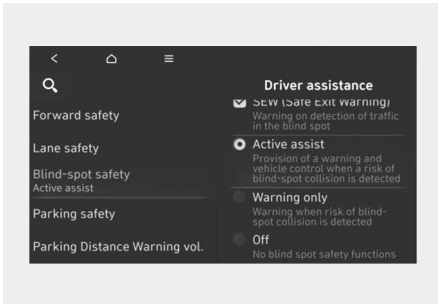 Driver assistance
Forward safety
Lane safety
Blind-spot safety
Active assist
Parking safety
Parking Distance Warning vol.
SEW (Safe Exit Warning)
Warning on detection of traffic
in the blind spot
Active assist
Provision of a warning and
vehicle control when a risk of
blind-spot collision is detected
Warning only
Warning when risk of blind-
spot collision is detected
Off
No blind spot safety functions